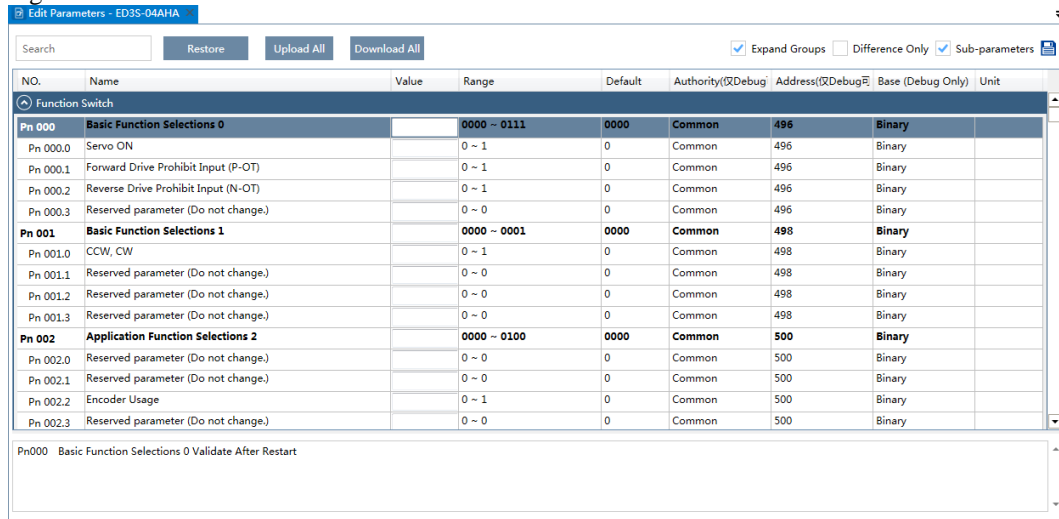 Edit Parameters - ED3S-04AHA ×
Search Restore Upload All Download All Expand Groups Difference Only Sub-parameters
NO. Name Value Range Default Authority(仅Debug Address(仅Debug可 Base (Debug Only) Unit
Function Switch
Pn 000 Basic Function Selections 0 0000 ~ 0111 0000 Common 496 Binary
Pn 000.0 Servo ON 0 ~ 1 0 Common 496 Binary
Pn 000.1 Forward Drive Prohibit Input (P-OT) 0 ~ 1 0 Common 496 Binary
Pn 000.2 Reverse Drive Prohibit Input (N-OT) 0 ~ 1 0 Common 496 Binary
Pn 000.3 Reserved parameter (Do not change.) 0 ~ 0 0 Common 496 Binary
Pn 001 Basic Function Selections 1 0000 ~ 0001 0000 Common 498 Binary
Pn 001.0 CCW, CW 0 ~ 1 0 Common 498 Binary
Pn 001.1 Reserved parameter (Do not change.) 0 ~ 0 0 Common 498 Binary
Pn 001.2 Reserved parameter (Do not change.) 0 ~ 0 0 Common 498 Binary
Pn 001.3 Reserved parameter (Do not change.) 0 ~ 0 0 Common 498 Binary
Pn 002 Application Function Selections 2 0000 ~ 0100 0000 Common 500 Binary
Pn 002.0 Reserved parameter (Do not change.) 0 ~ 0 0 Common 500 Binary
Pn 002.1 Reserved parameter (Do not change.) 0 ~ 0 0 Common 500 Binary
Pn 002.2 Encoder Usage 0 ~ 1 0 Common 500 Binary
Pn 002.3 Reserved parameter (Do not change.) 0 ~ 0 0 Common 500 Binary
Pn000 Basic Function Selections 0 Validate After Restart